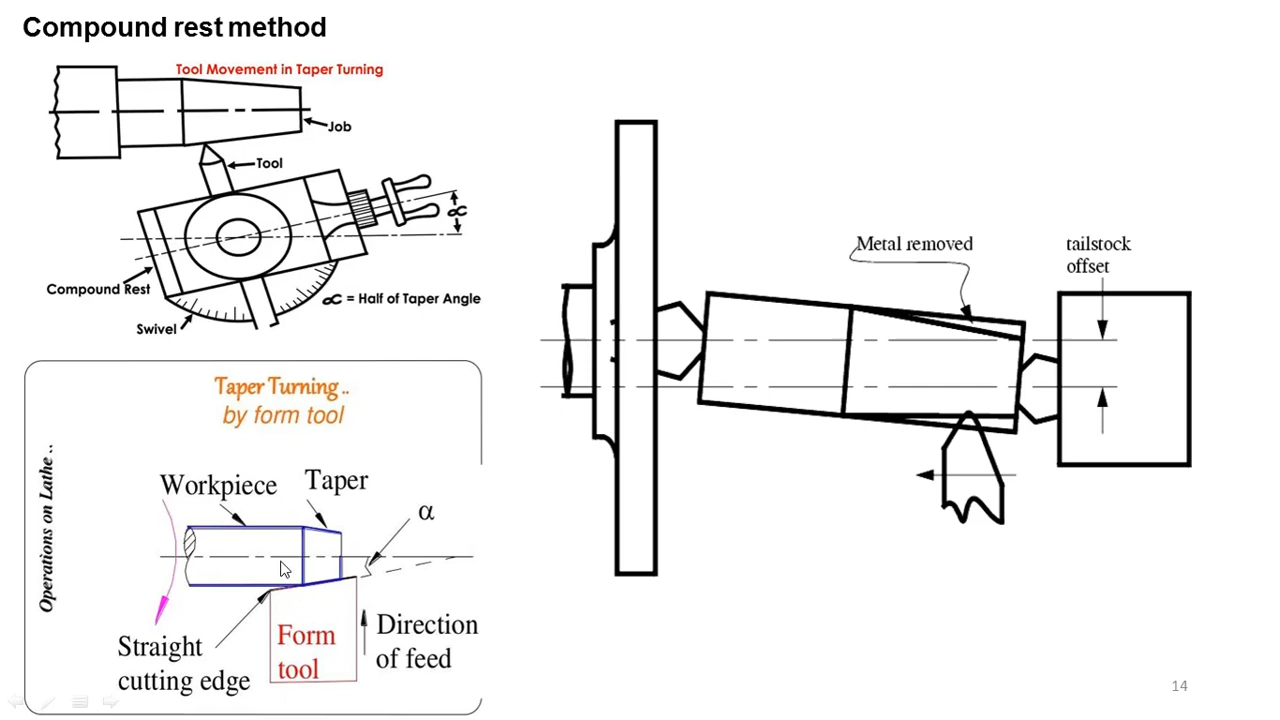 Compound rest method
Tool Movement in Taper Turning
Job
Tool
∝
Compound Rest
∝ = Half of Taper Angle
Swivel
Taper Turning ..
by form tool
Operations on Lathe ..
Workpiece
Taper
α
Straight
cutting edge
Form
tool
Direction
of feed
Metal removed
tailstock
offset
14